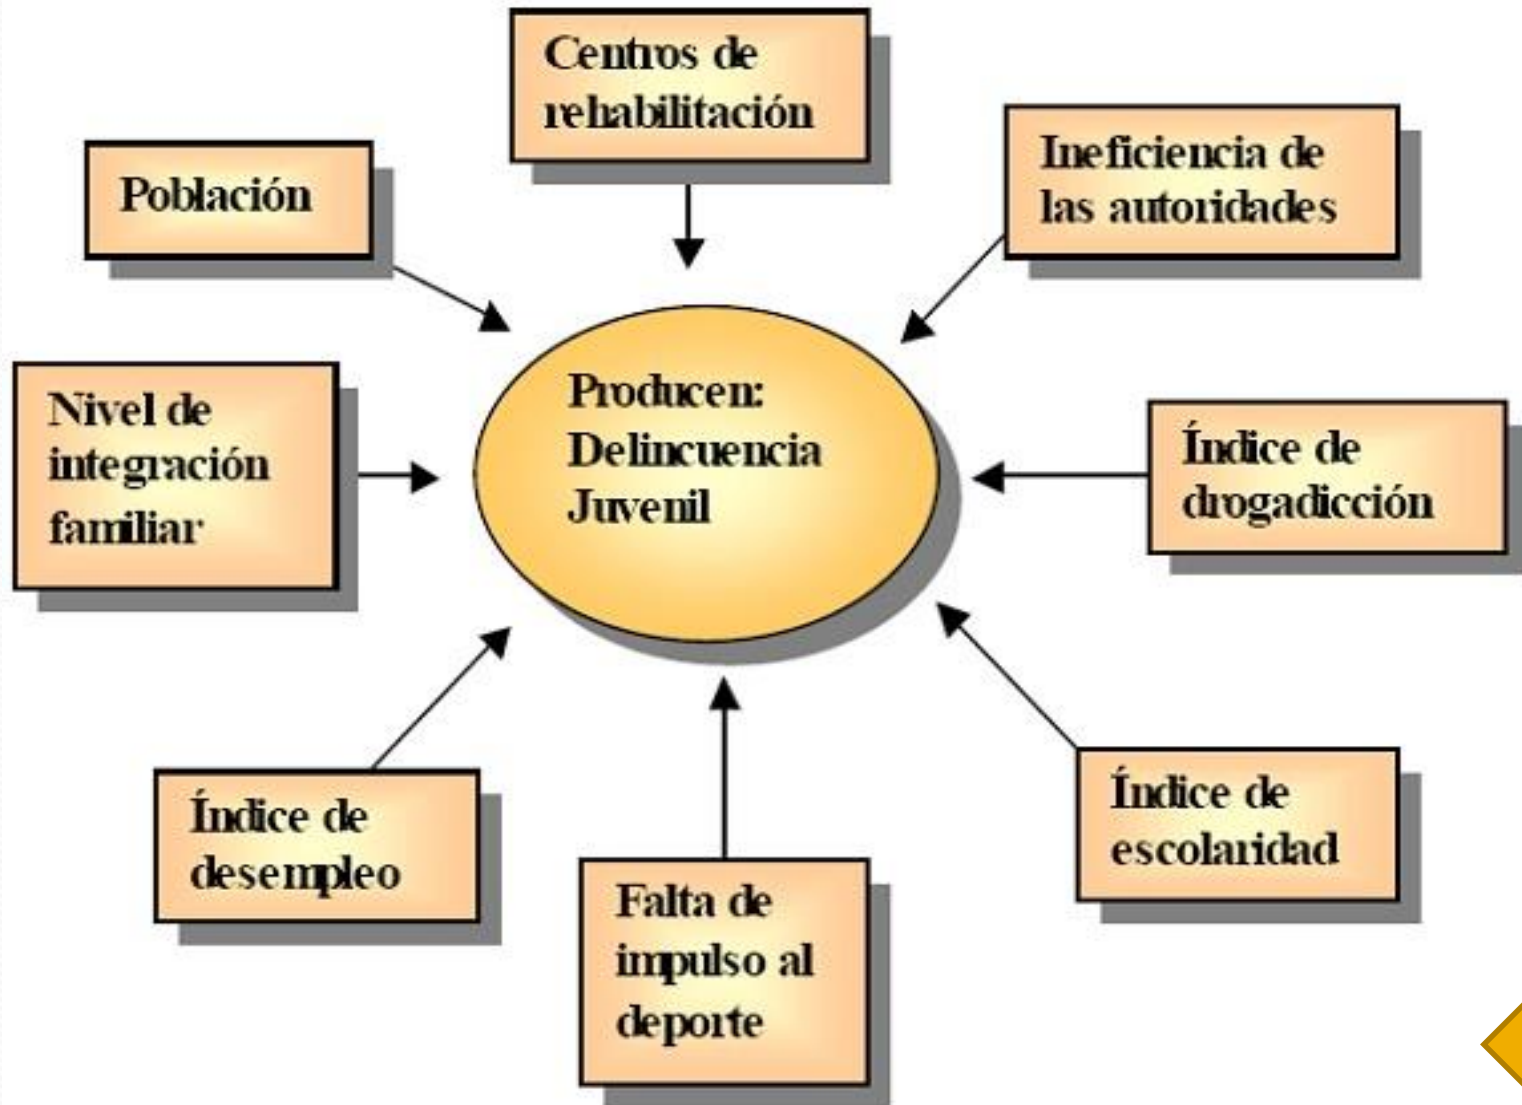 Centros de
rehabilitación
Ineficiencia de
las autoridades
Población
Producen:
Delincuencia
Juvenil
Nivel de
integración
familiar
Índice de
drogadicción
Índice de
desempleo
Falta de
impulso al
deporte
Índice de
escolaridad